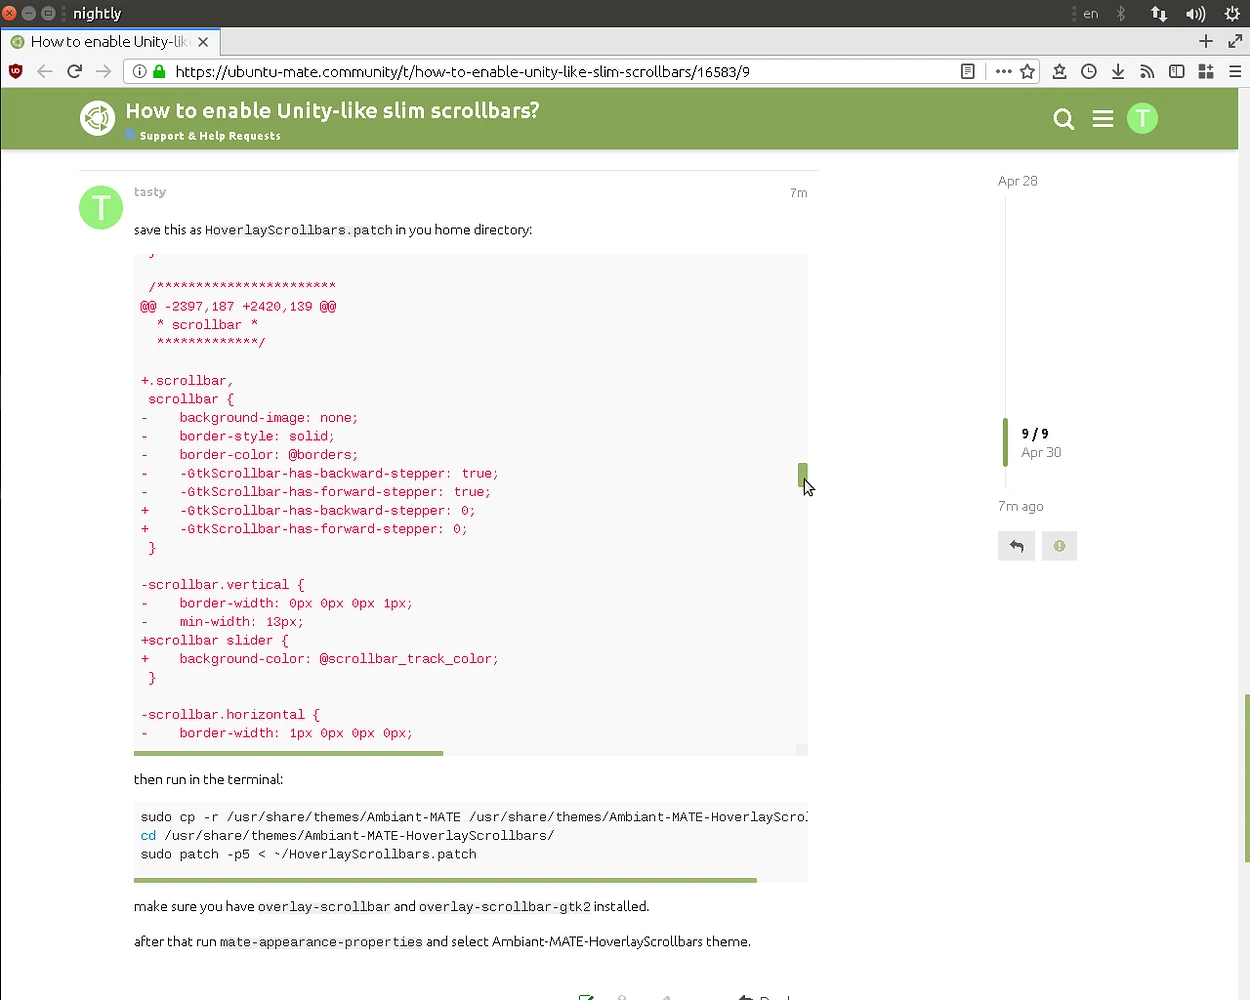 nightly
en
How to enable Unity-lik
https://ubuntu-mate.community/t/how-to-enable-unity-like-slim-scrollbars/16583/9
How to enable Unity-like slim scrollbars?
Support & Help Requests
T
Apr 28
T
tasty
7m
save this as HoverlayScrollbars.patch in you home directory:
}
/***********************
@@ -2397,187 +2420,139 @@
* scrollbar *
*************/
+.scrollbar,
scrollbar {
-    background-image: none;
-    border-style: solid;
-    border-color: @borders;
-    -GtkScrollbar-has-backward-stepper: true;
-    -GtkScrollbar-has-forward-stepper: true;
+    -GtkScrollbar-has-backward-stepper: 0;
+    -GtkScrollbar-has-forward-stepper: 0;
}
-scrollbar.vertical {
-    border-width: 0px 0px 0px 1px;
-    min-width: 13px;
+scrollbar slider {
+    background-color: @scrollbar_track_color;
}
-scrollbar.horizontal {
-    border-width: 1px 0px 0px 0px;
9 / 9
Apr 30
7m ago
then run in the terminal:
sudo cp -r /usr/share/themes/Ambiant-MATE /usr/share/themes/Ambiant-MATE-HoverlayScrol
cd /usr/share/themes/Ambiant-MATE-HoverlayScrollbars/
sudo patch -p5 < ~/HoverlayScrollbars.patch
make sure you have overlay-scrollbar and overlay-scrollbar-gtk2 installed.
after that run mate-appearance-properties and select Ambiant-MATE-HoverlayScrollbars theme.